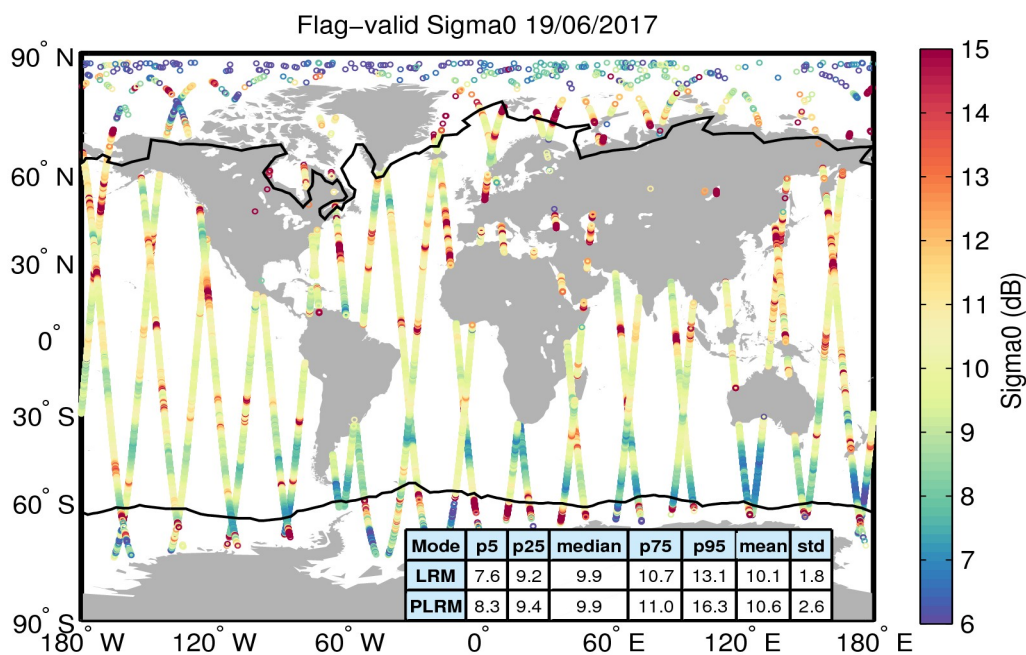 Flag−valid Sigma0 19/06/2017
90° N
60° N
30° N
0°
30° S
60° S
90° S
180° W
120° W
60° W
0°
60° E
120° E
180° E
Mode p5 p25 median p75 p95 mean std
LRM 7.6 9.2 9.9 10.7 13.1 10.1 1.8
PLRM 8.3 9.4 9.9 11.0 16.3 10.6 2.6
15
14
13
12
11
10
9
8
7
6
Sigma0 (dB)